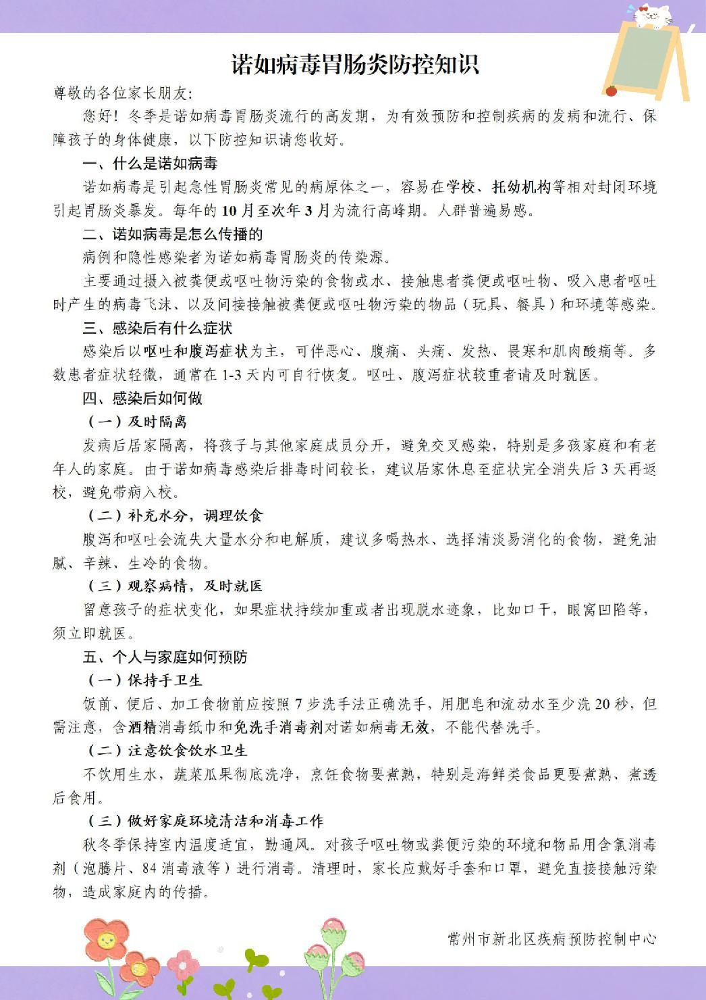 诺如病毒胃肠炎防控知识
尊敬的各位家长朋友：
您好！冬季是诺如病毒胃肠炎流行的高发期，为有效预防和控制疾病的发病和流行、保
障孩子的身体健康，以下防控知识请您收好。
一、什么是诺如病毒
诺如病毒是引起急性胃肠炎常见的病原体之一，容易在学校、托幼机构等相对封闭环境
引起胃肠炎暴发。每年的 10 月至次年 3 月为流行高峰期。人群普遍易感。
二、诺如病毒是怎么传播的
病例和隐性感染者为诺如病毒胃肠炎的传染源。
主要通过摄入被粪便或呕吐物污染的食物或水、接触患者粪便或呕吐物、吸入患者呕吐
时产生的病毒飞沫、以及间接接触被粪便或呕吐物污染的物品（玩具、餐具）和环境等感染。
三、感染后有什么症状
感染后以呕吐和腹泻症状为主，可伴恶心、腹痛、头痛、发热、畏寒和肌肉酸痛等。多
数患者症状轻微，通常在 1-3 天内可自行恢复。呕吐、腹泻症状较重者请及时就医。
四、感染后如何做
（一）及时隔离
发病后居家隔离，将孩子与其他家庭成员分开，避免交叉感染，特别是多孩家庭和有老
年人的家庭。由于诺如病毒感染后排毒时间较长，建议居家休息至症状完全消失后 3 天再返
校，避免带病入校。
（二）补充水分，调理饮食
腹泻和呕吐会流失大量水分和电解质，建议多喝热水、选择清淡易消化的食物，避免油
腻、辛辣、生冷的食物。
（三）观察病情，及时就医
留意孩子的症状变化，如果症状持续加重或者出现脱水迹象，比如口干，眼窝凹陷等，
须立即就医。
五、个人与家庭如何预防
（一）保持手卫生
饭前、便后、加工食物前应按照 7 步洗手法正确洗手，用肥皂和流动水至少洗 20 秒，但
需注意，含酒精消毒纸巾和免洗手消毒剂对诺如病毒无效，不能代替洗手。
（二）注意饮食饮水卫生
不饮用生水，蔬菜瓜果彻底洗净，烹饪食物要煮熟，特别是海鲜类食品更要煮熟、煮透
后食用。
（三）做好家庭环境清洁和消毒工作
秋冬季保持室内温度适宜，勤通风。对孩子呕吐物或粪便污染的环境和物品用含氯消毒
剂（泡腾片、84 消毒液等）进行消毒。清理时，家长应戴好手套和口罩，避免直接接触污染
物，造成家庭内的传播。
常州市新北区疾病预防控制中心